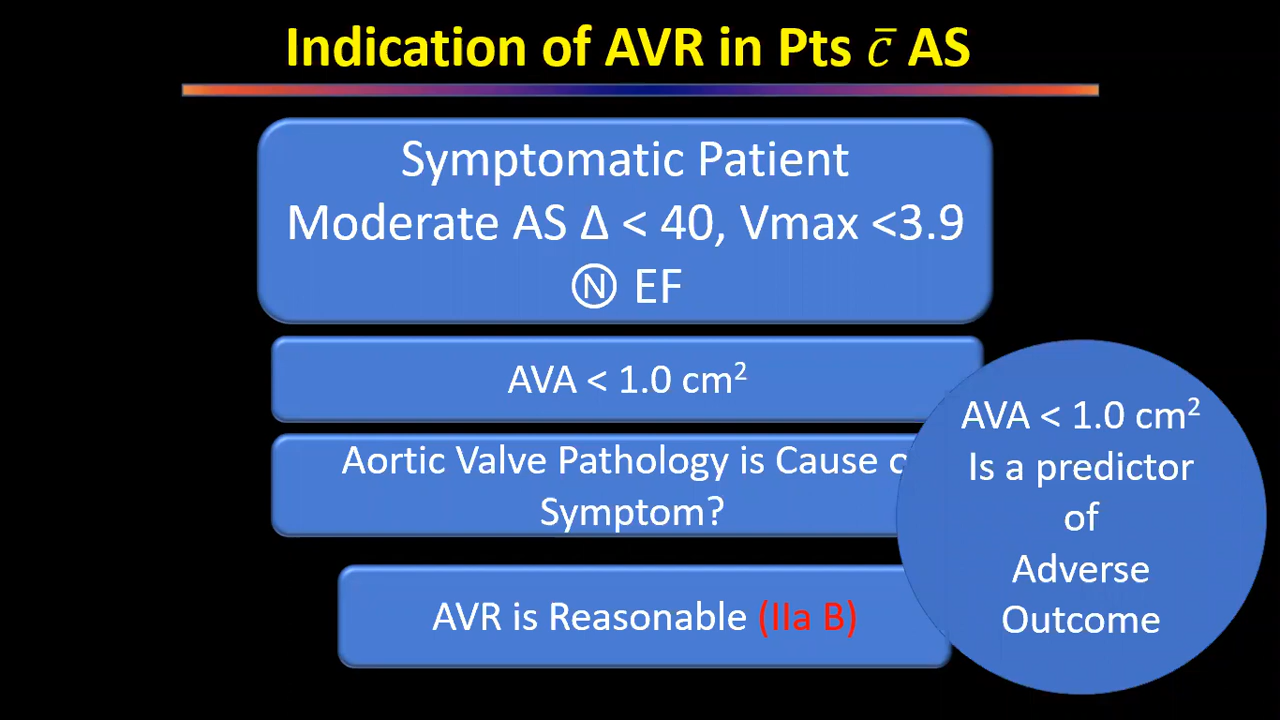 Indication of AVR in Pts c̄ AS
Symptomatic Patient
Moderate AS Δ < 40, Vmax <3.9
Ⓝ EF
AVA < 1.0 cm²
Aortic Valve Pathology is Cause
Symptom?
AVR is Reasonable (IIa B)
AVA < 1.0 cm²
Is a predictor
of
Adverse
Outcome